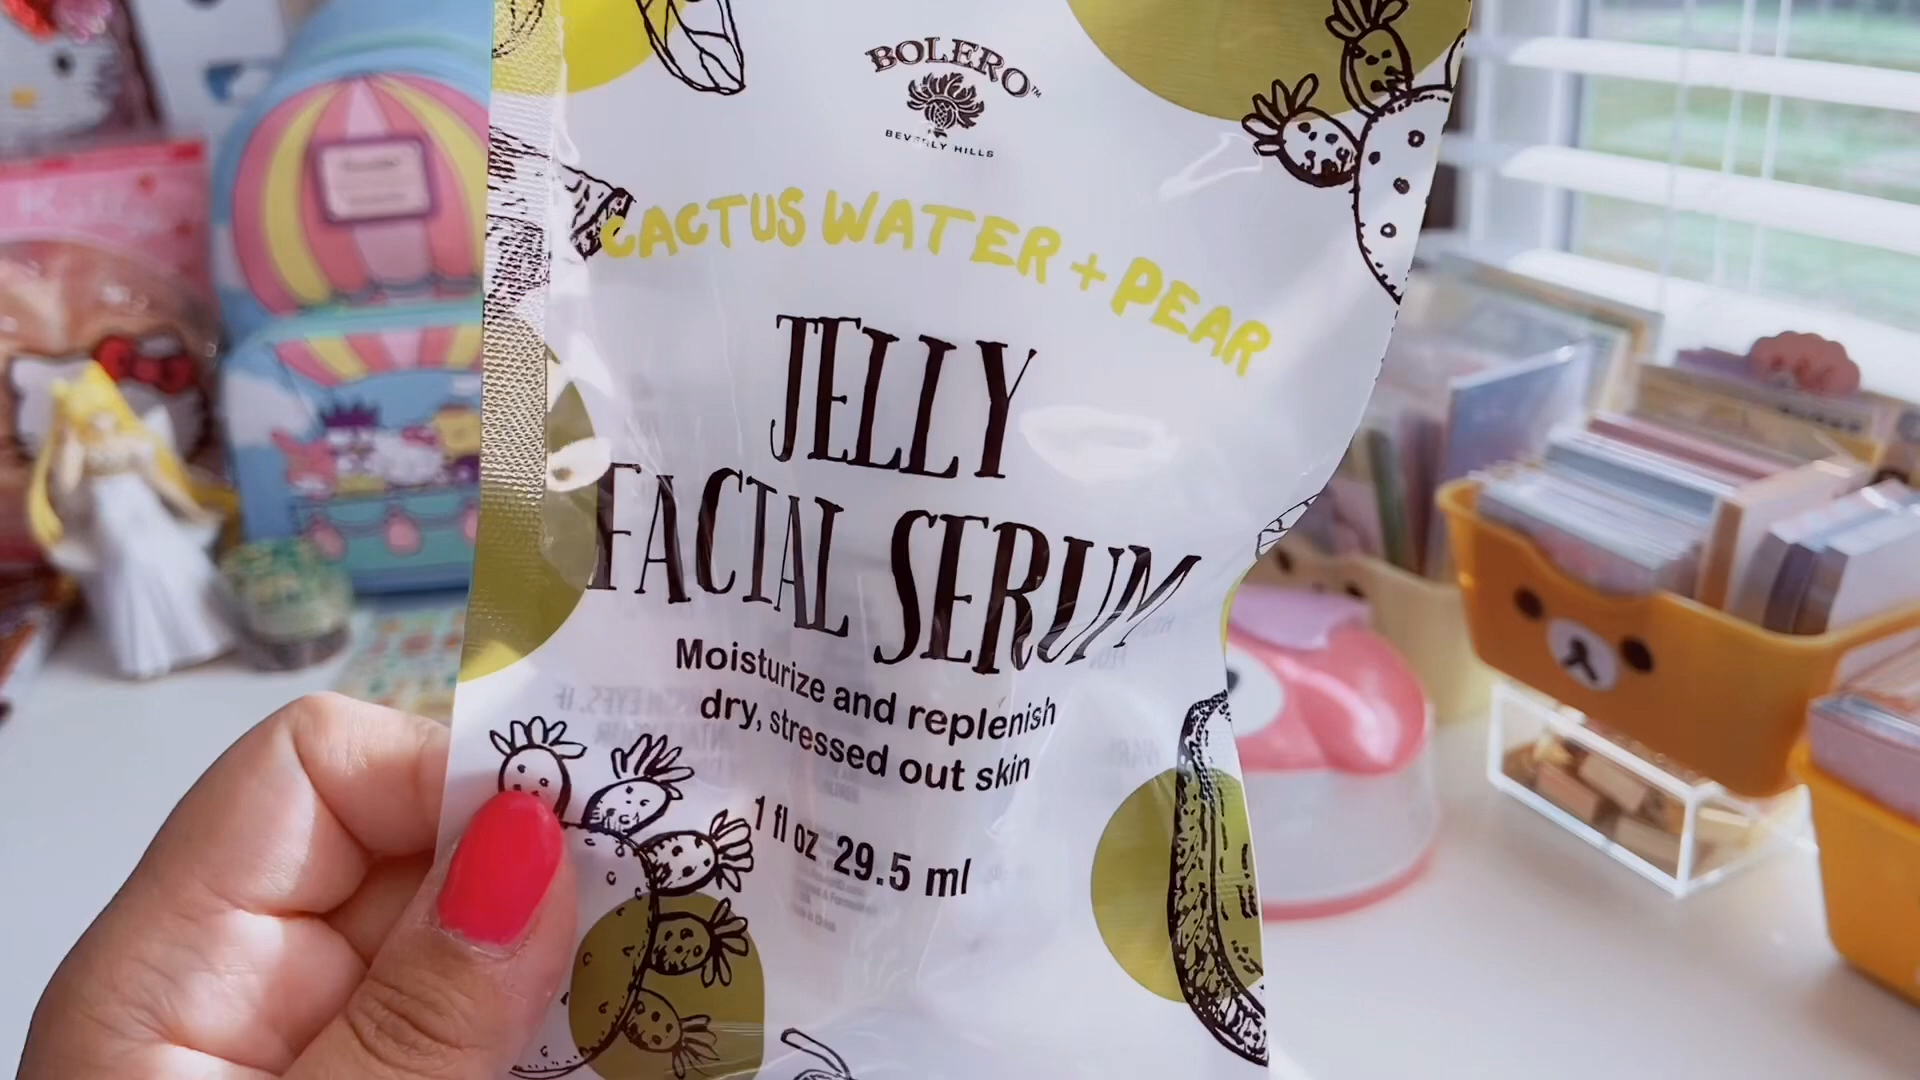 BOLERO™
BEVERLY HILLS
CACTUS WATER + PEAR
JELLY
FACIAL SERUM
Moisturize and replenish
dry, stressed out skin
1 fl oz 29.5 ml